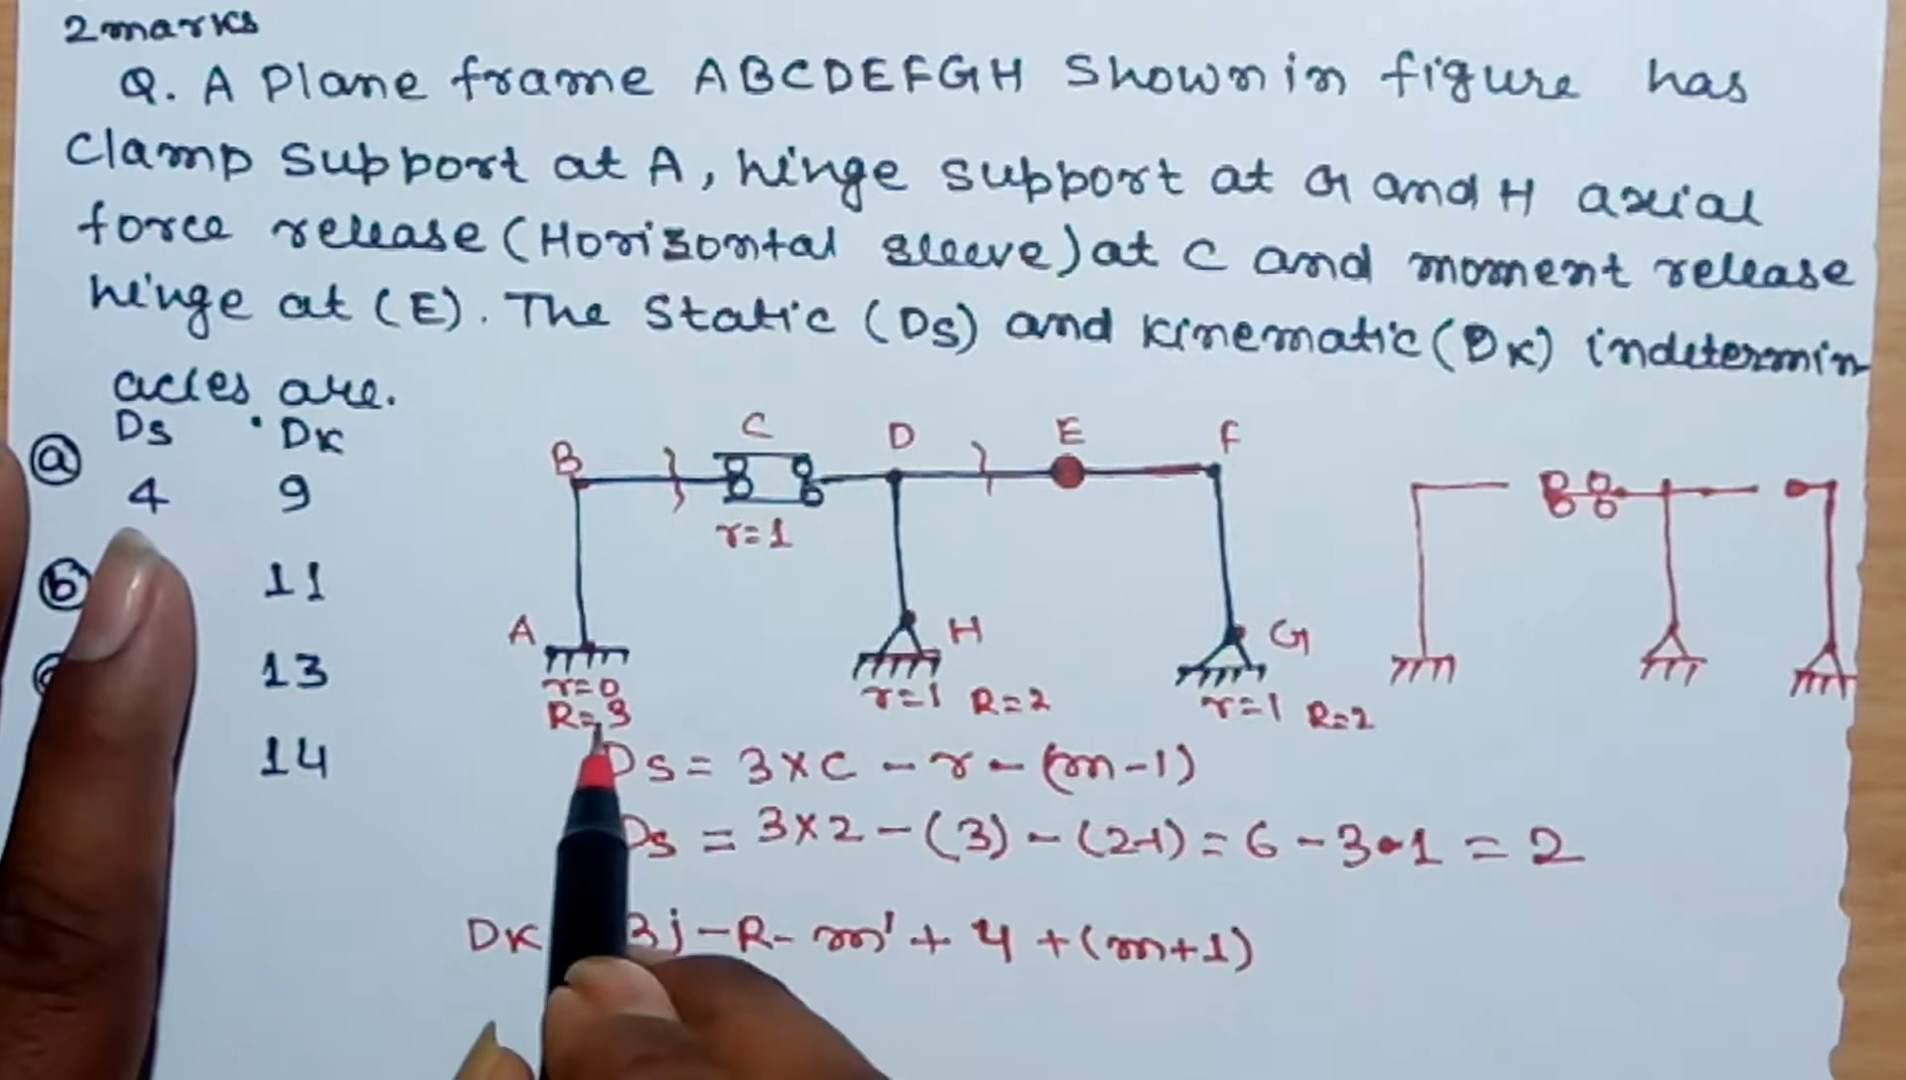 2 marks
Q. A Plane frame ABCDEFGH Shown in figure has
Clamp Support at A, hinge support at G and H axial
force release (Horizontal sleeve) at C and moment release
hinge at (E). The Static (Ds) and kinematic (Dk) indetermin
acies are.
Ds Dk
a 4 9
b 11
13
14
B C D E F
r=1
A H G
r=0
R=3
r=1 R=2
r=1 R=2
Ds = 3×C - r - (m-1)
Ds = 3×2 - (3) - (2-1) = 6 - 3 - 1 = 2
Dk 3j - R - m' + 4 + (m+1)